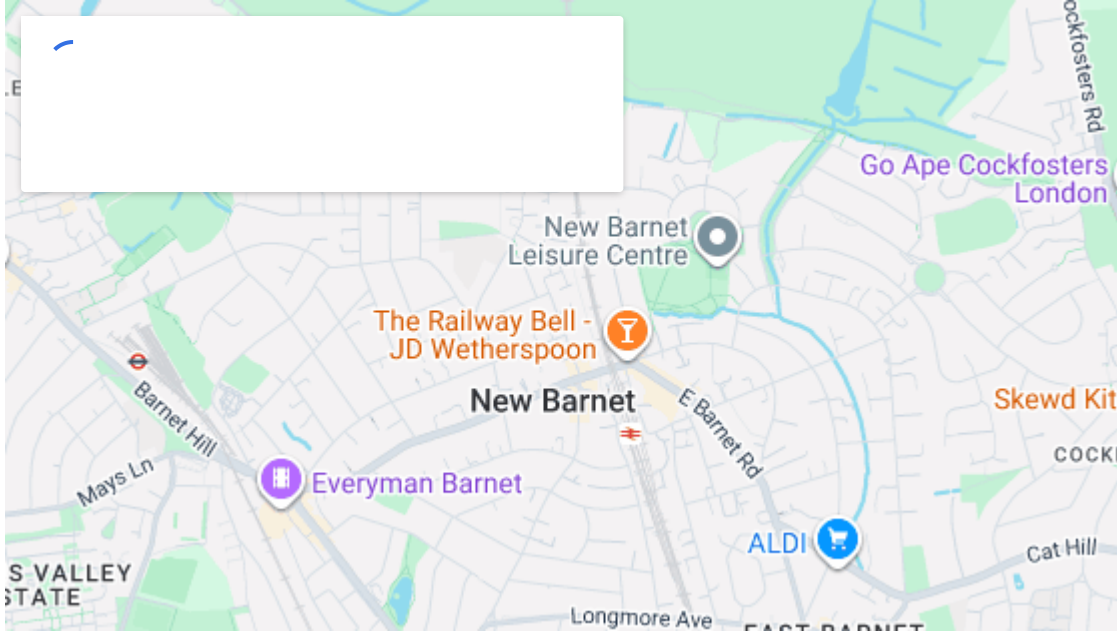 ockfosters Rd
Go Ape Cockfosters
London
New Barnet
Leisure Centre
The Railway Bell -
JD Wetherspoon
New Barnet
Skewd Kit
E Barnet Rd
Barnet Hill
COCK
Mays Ln
Everyman Barnet
ALDI
Cat Hill
S VALLEY
STATE
Longmore Ave
EAST BARNET